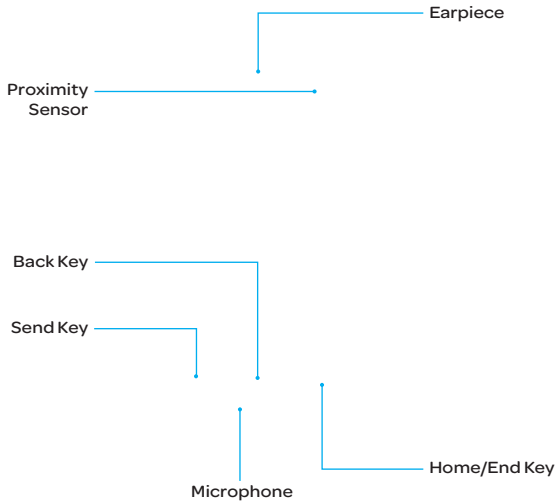 Earpiece
Proximity
Sensor
Back Key
Send Key
Home/End Key
Microphone